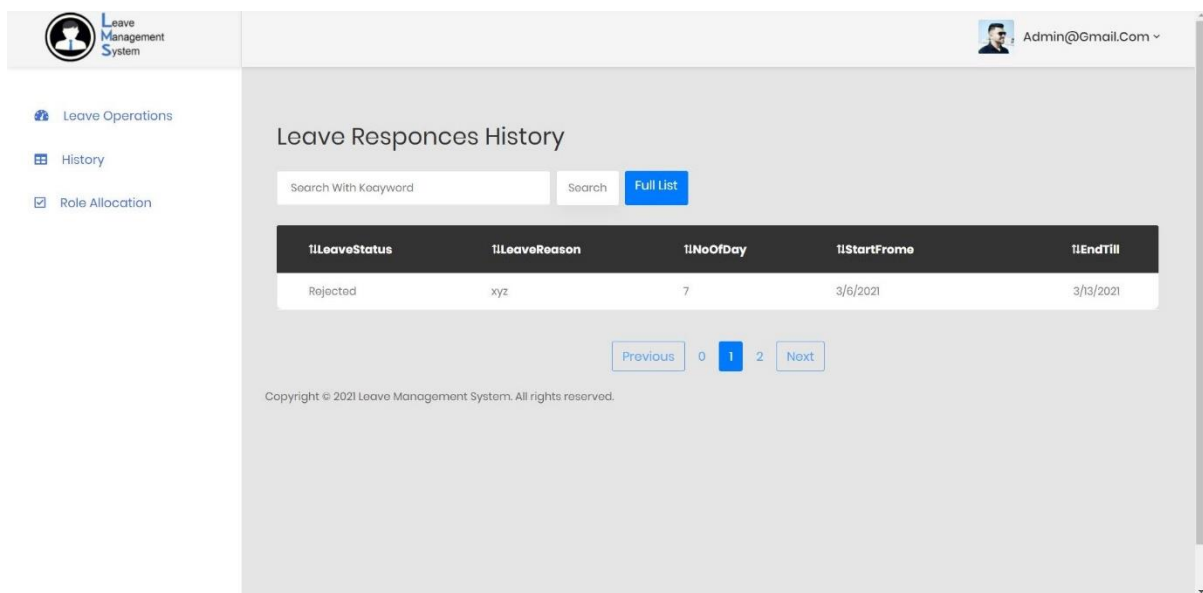 Leave
Management
System
Admin@Gmail.Com
Leave Operations
History
Role Allocation
Leave Responces History
Search With Keayword Search Full List
LeaveStatus LeaveReason NoOfDay StartFrome EndTill
Rejected xyz 7 3/6/2021 3/13/2021
Previous 0 1 2 Next
Copyright © 2021 Leave Management System. All rights reserved.